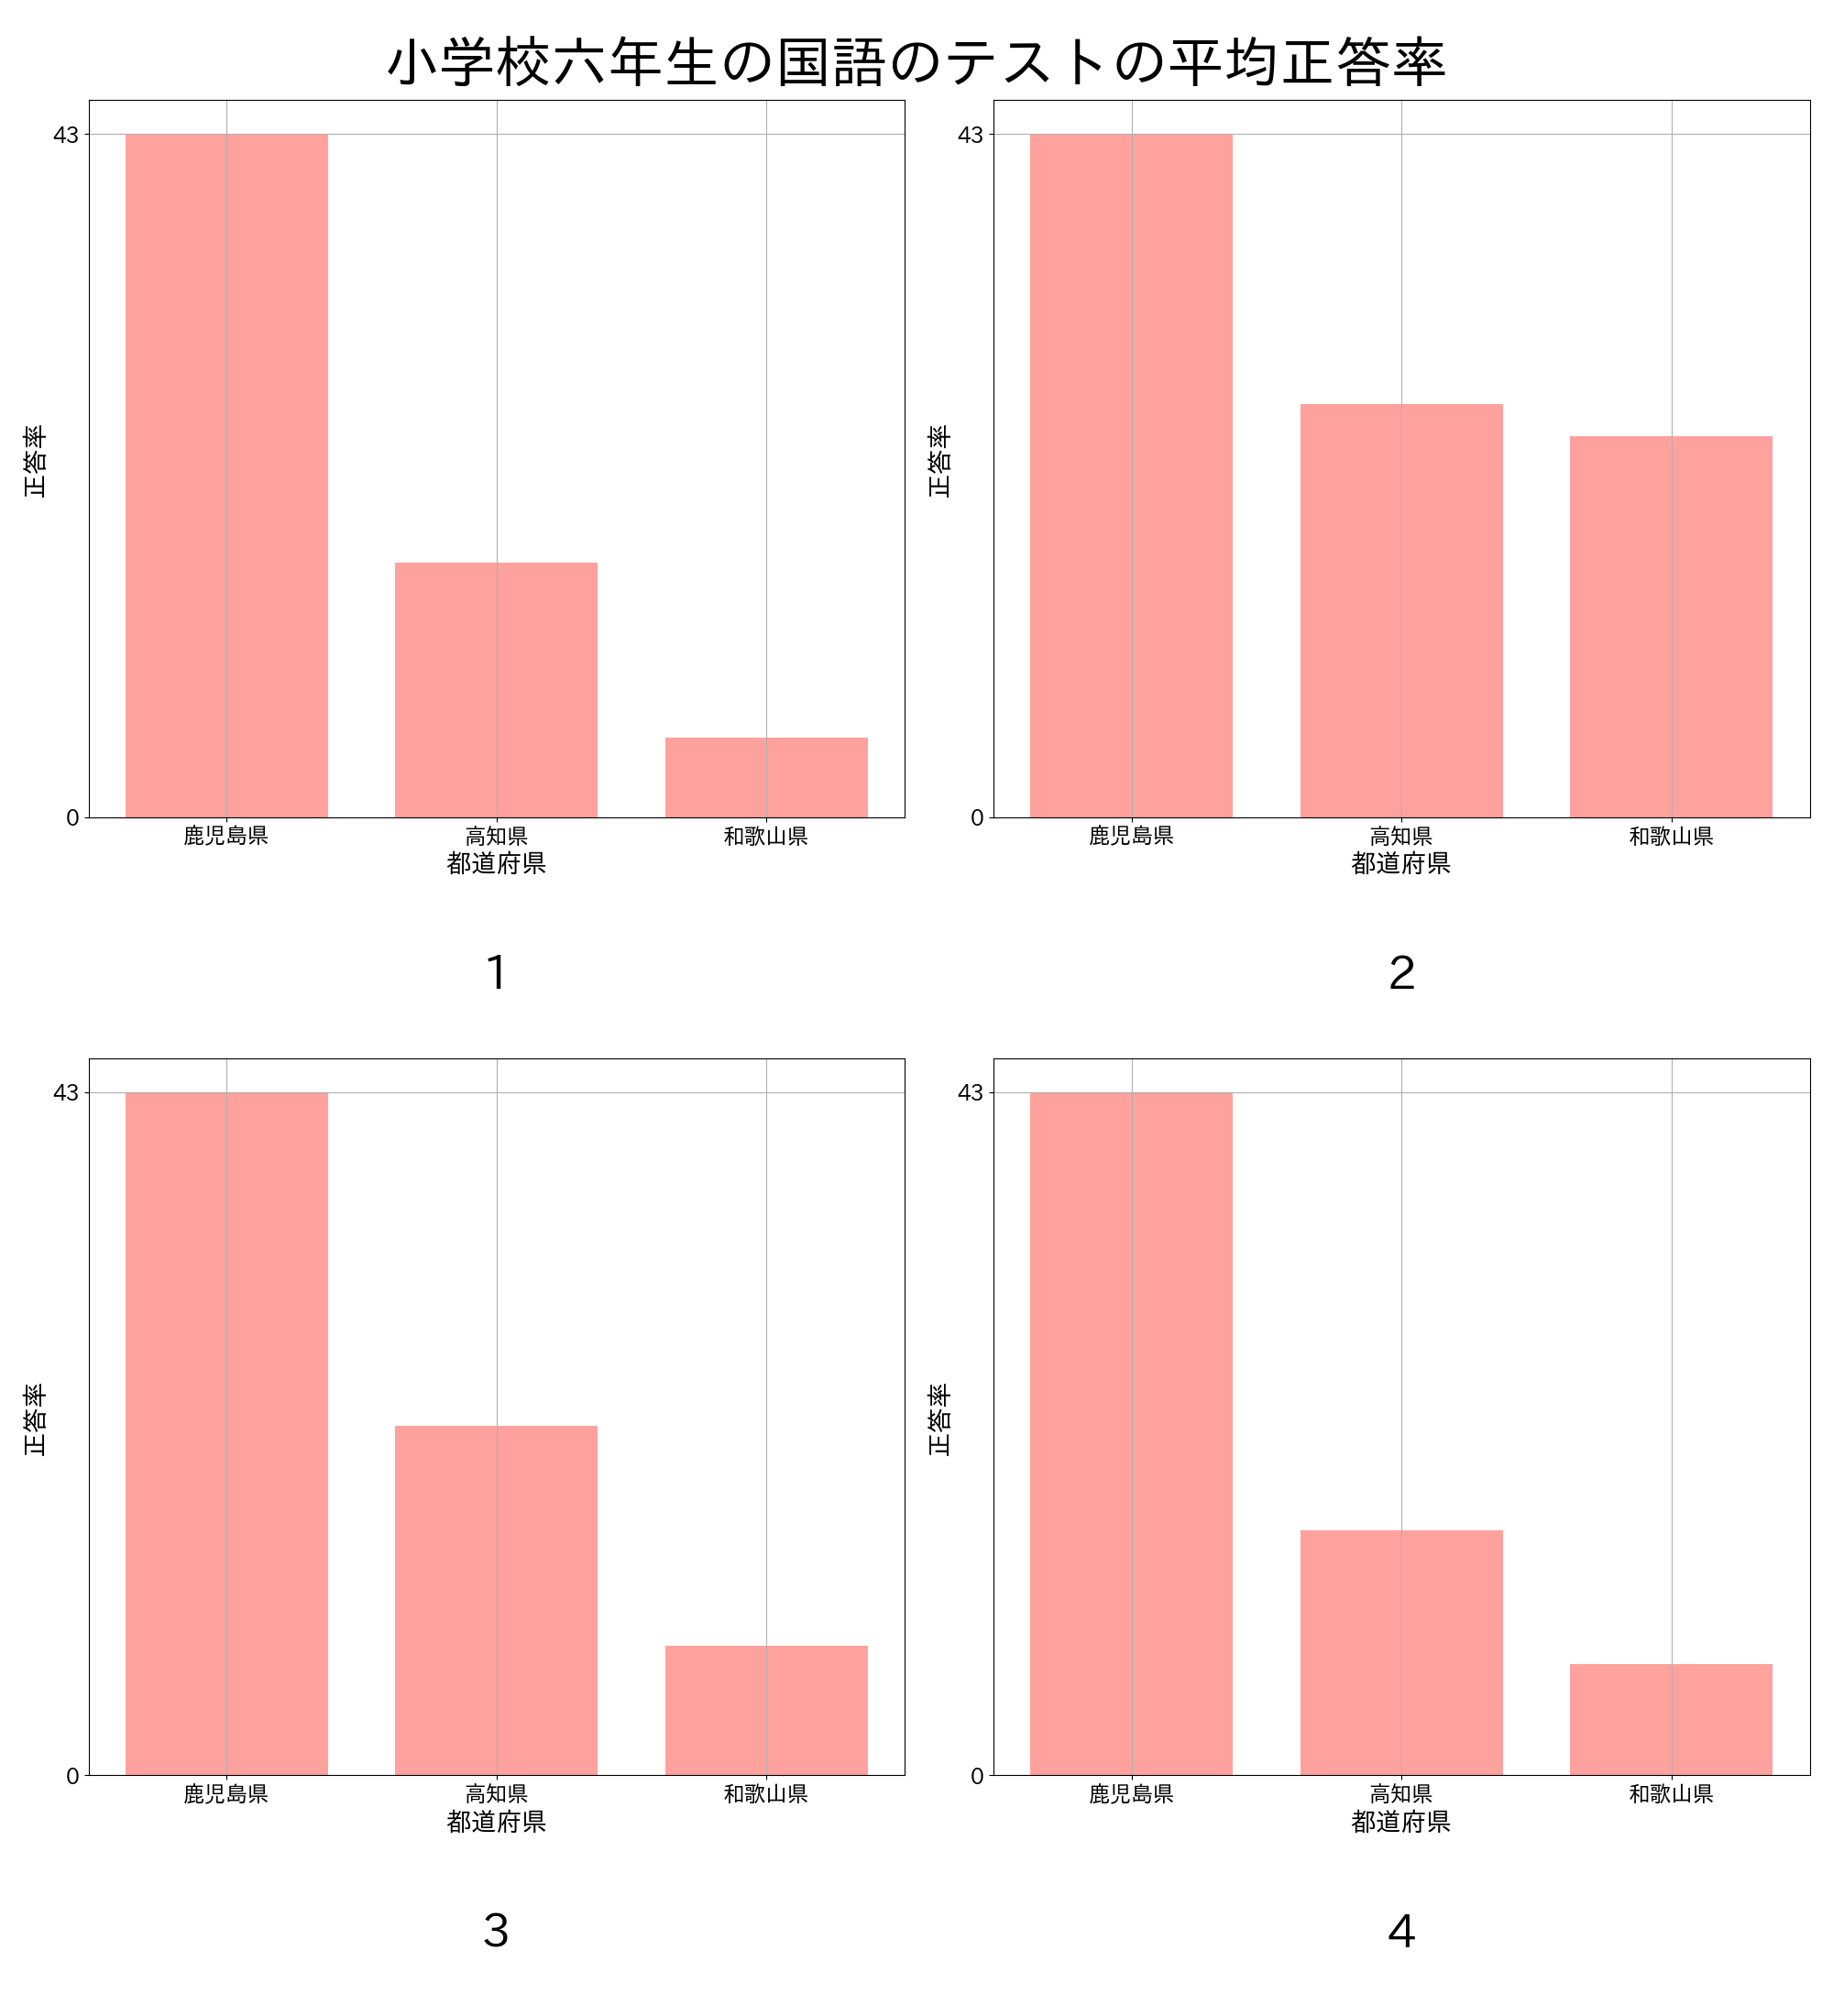 小学校六年生の国語のテストの平均正答率
43
0
正答率
鹿児島県 高知県 和歌山県
都道府県
1
43
0
正答率
鹿児島県 高知県 和歌山県
都道府県
2
43
0
正答率
鹿児島県 高知県 和歌山県
都道府県
3
43
0
正答率
鹿児島県 高知県 和歌山県
都道府県
4